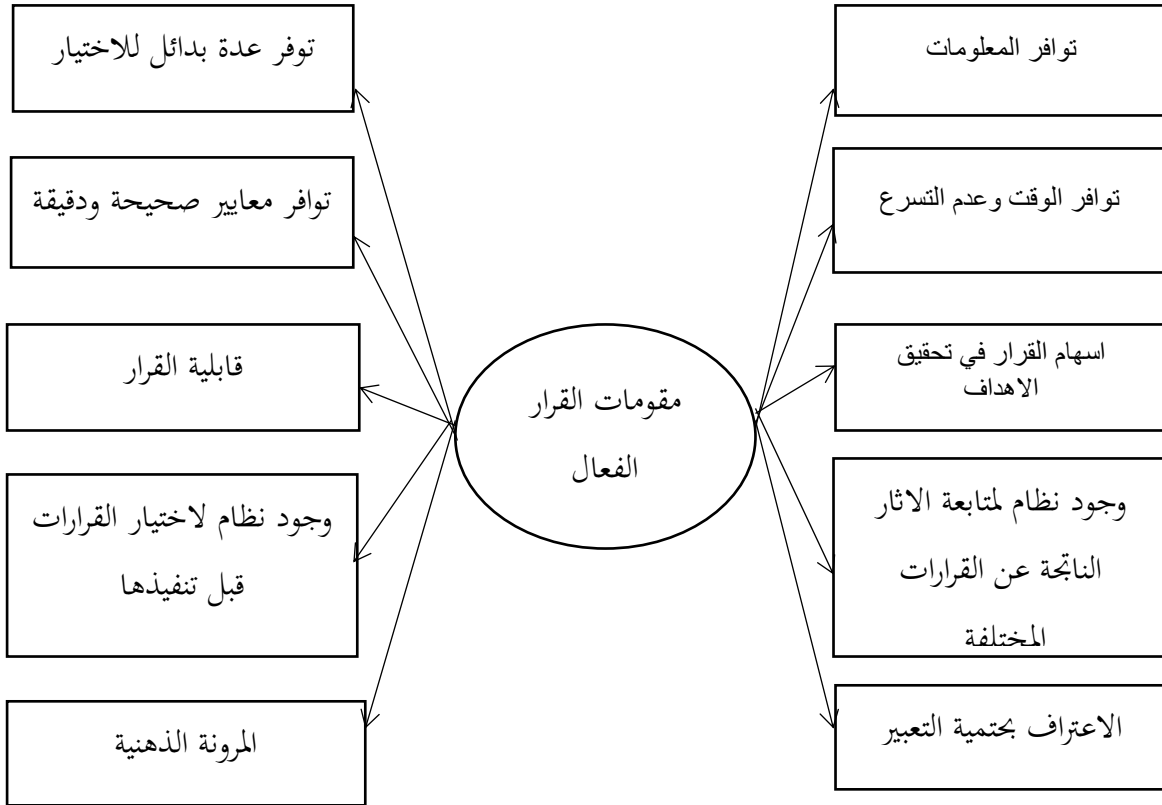 توافر المعلومات
توافر الوقت وعدم التسرع
اسهام القرار في تحقيق
الاهداف
وجود نظام لمتابعة الاثار
الناتجة عن القرارات
المختلفة
الاعتراف بحتمية التعبير
مقومات القرار
الفعال
توفر عدة بدائل للاختيار
توافر معايير صحيحة ودقيقة
قابلية القرار
وجود نظام لاختيار القرارات
قبل تنفيذها
المرونة الذهنية